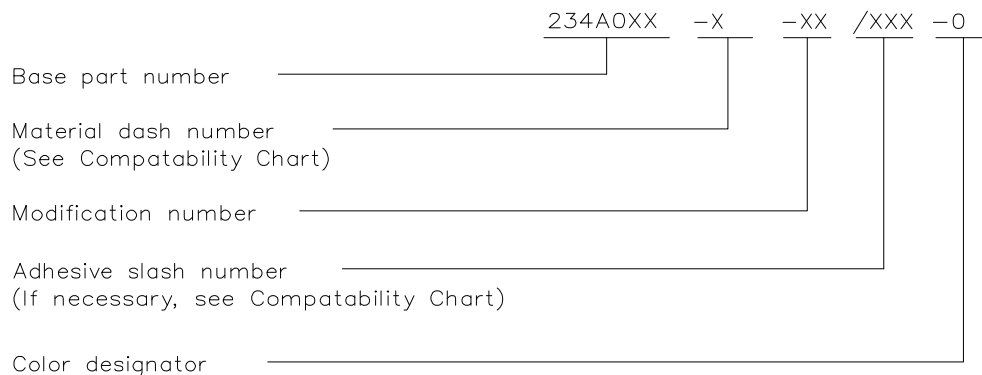 234A0XX -X -XX /XXX -0
Base part number
Material dash number
(See Compatability Chart)
Modification number
Adhesive slash number
(If necessary, see Compatability Chart)
Color designator